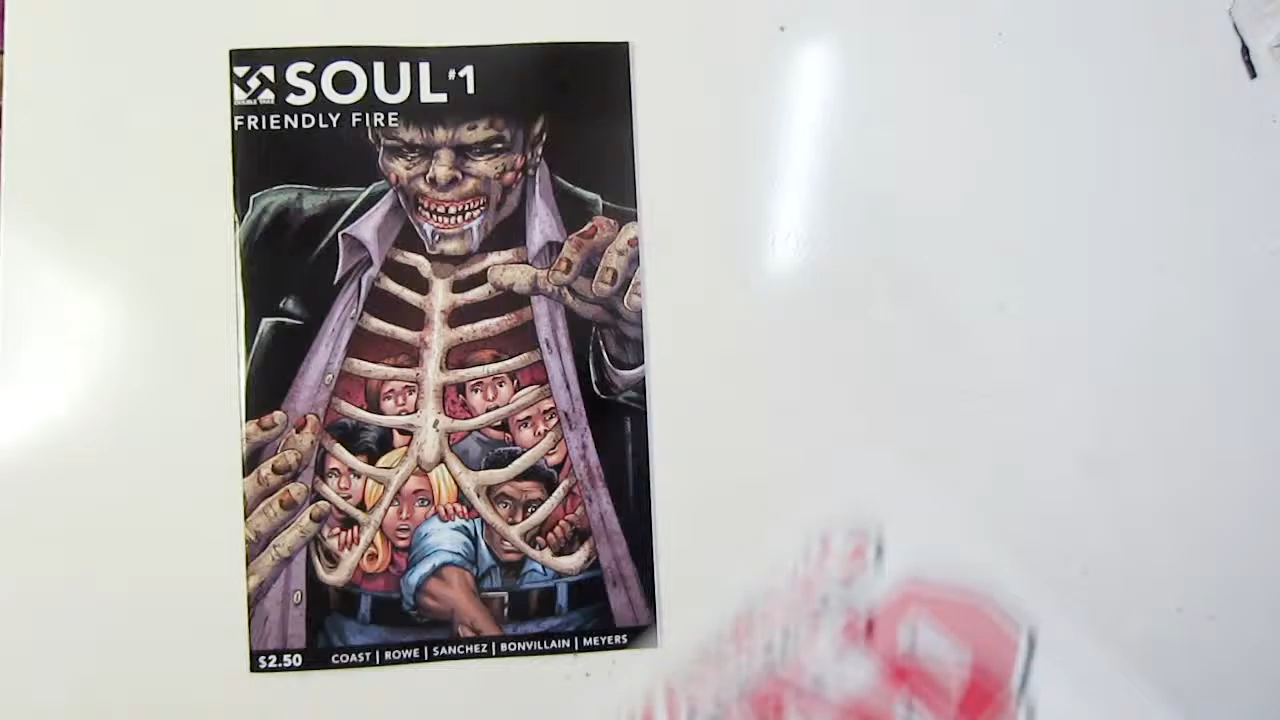 SOUL #1
FRIENDLY FIRE
$2.50 COAST | ROWE | SANCHEZ | BONVILLAIN | MEYERS